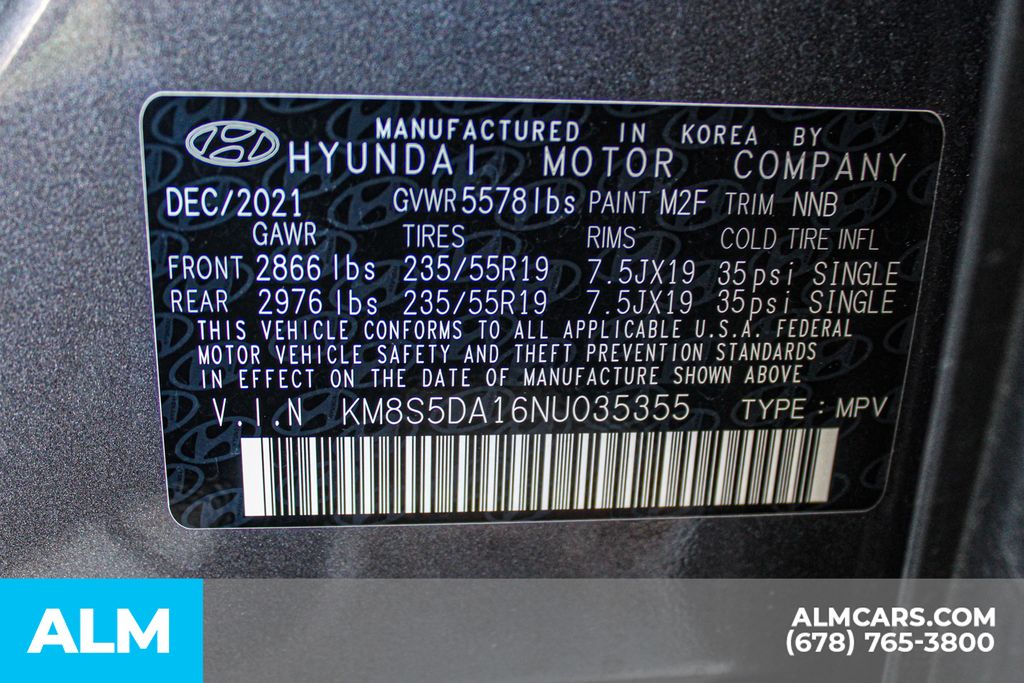 MANUFACTURED IN KOREA BY
HYUNDAI MOTOR COMPANY
DEC/2021 GVWR 5578 lbs PAINT M2F TRIM NNB
GAWR TIRES RIMS COLD TIRE INFL
FRONT 2866 lbs 235/55R19 7.5JX19 35psi SINGLE
REAR 2976 lbs 235/55R19 7.5JX19 35psi SINGLE
THIS VEHICLE CONFORMS TO ALL APPLICABLE U.S.A. FEDERAL
MOTOR VEHICLE SAFETY AND THEFT PREVENTION STANDARDS
IN EFFECT ON THE DATE OF MANUFACTURE SHOWN ABOVE
V.I.N KM8S5DA16NU035355 TYPE : MPV
ALM
ALMCARS.COM
(678) 765-3800